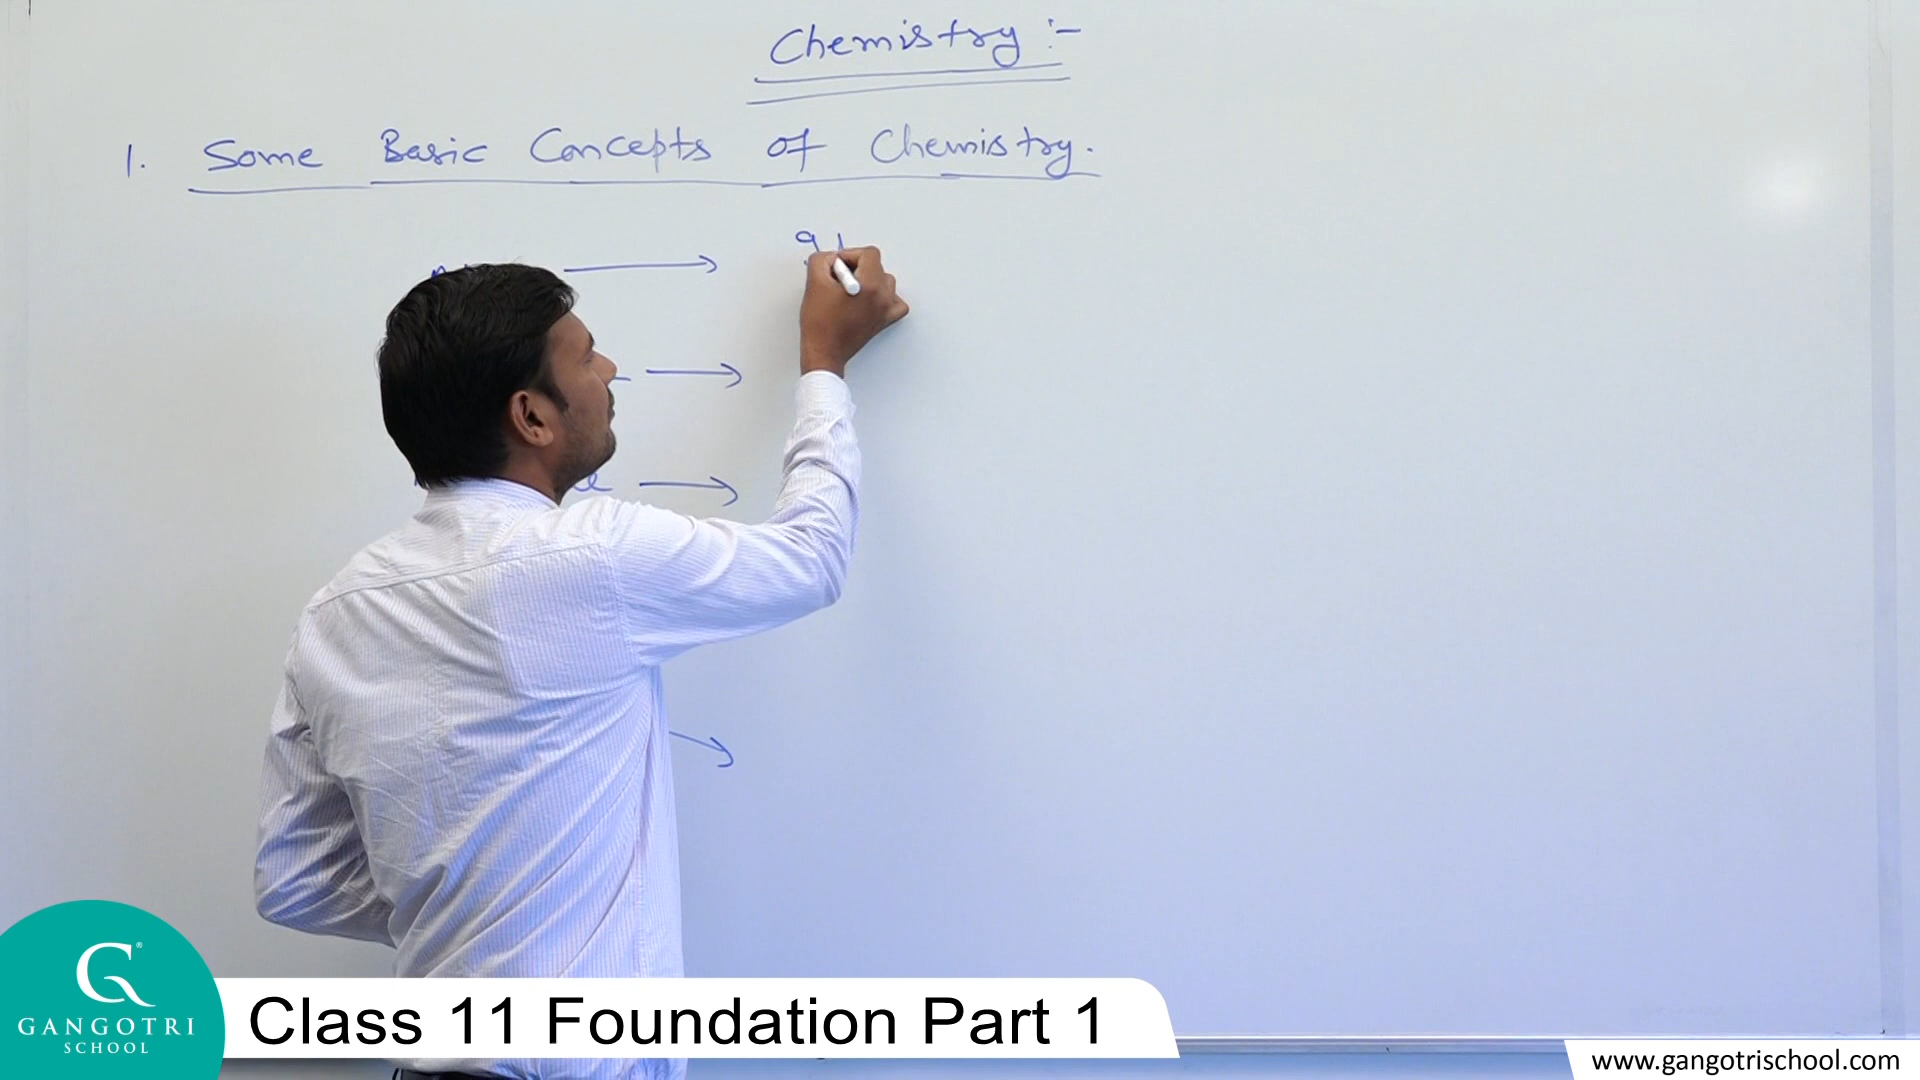 Chemistry :-
1. Some Basic Concepts of Chemistry.
GANGOTRI
SCHOOL
Class 11 Foundation Part 1
www.gangotrischool.com